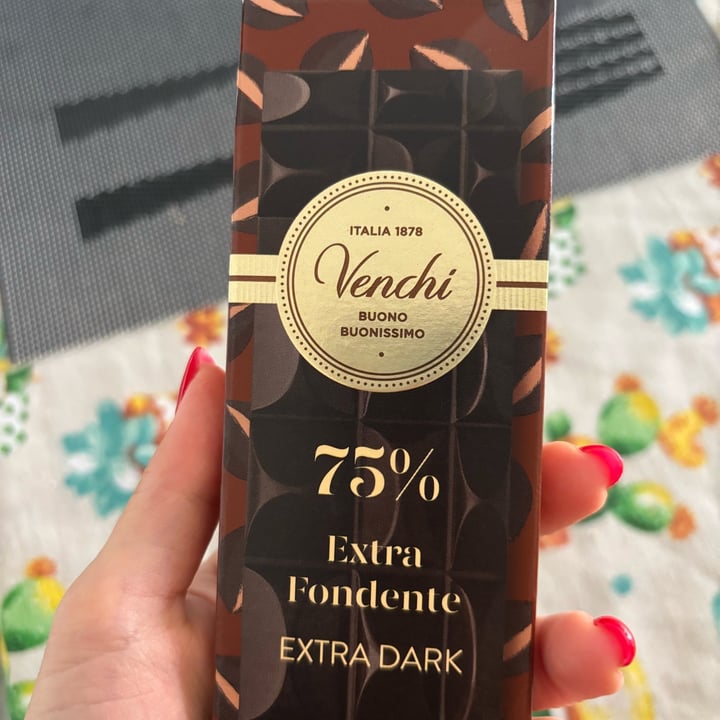 ITALIA 1878
Venchi
BUONO
BUONISSIMO
75%
Extra
Fondente
EXTRA DARK